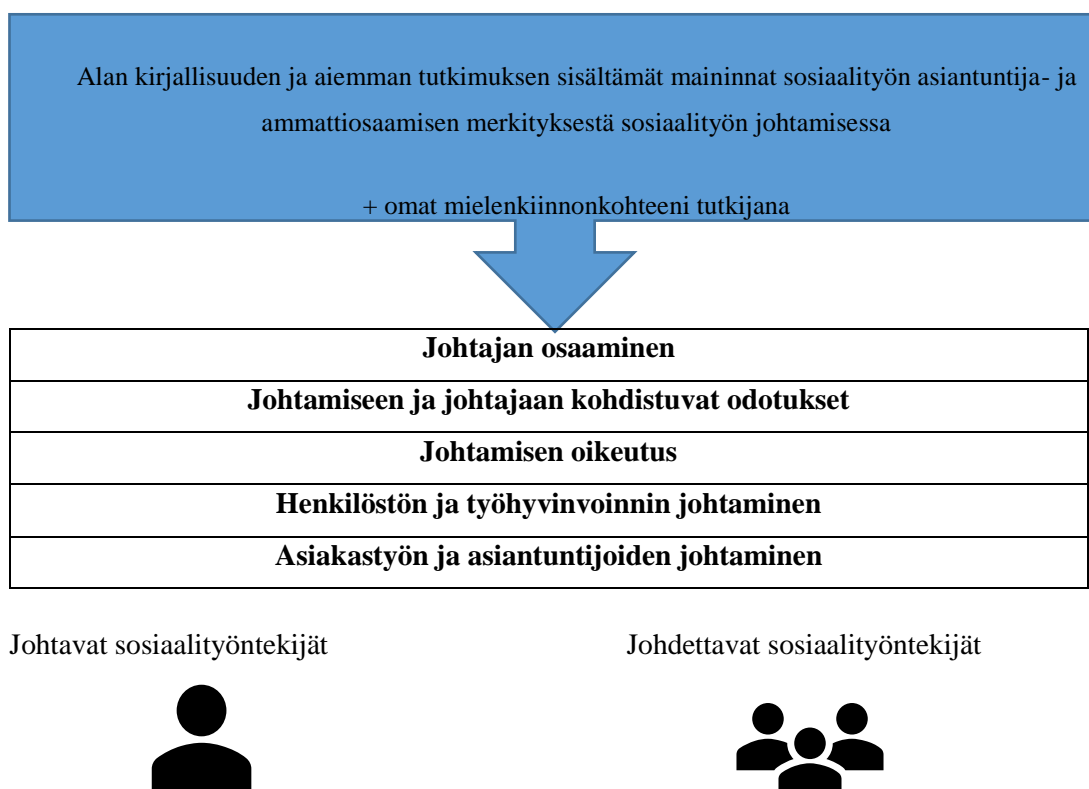 Alan kirjallisuuden ja aiemman tutkimuksen sisältämät maininnat sosiaalityön asiantuntija- ja
ammattiosaamisen merkityksestä sosiaalityön johtamisessa
+ omat mielenkiinnonkohteeni tutkijana
Johtajan osaaminen
Johtamiseen ja johtajaan kohdistuvat odotukset
Johtamisen oikeutus
Henkilöstön ja työhyvinvoinnin johtaminen
Asiakastyön ja asiantuntijoiden johtaminen
Johtavat sosiaalityöntekijät
Johdettavat sosiaalityöntekijät